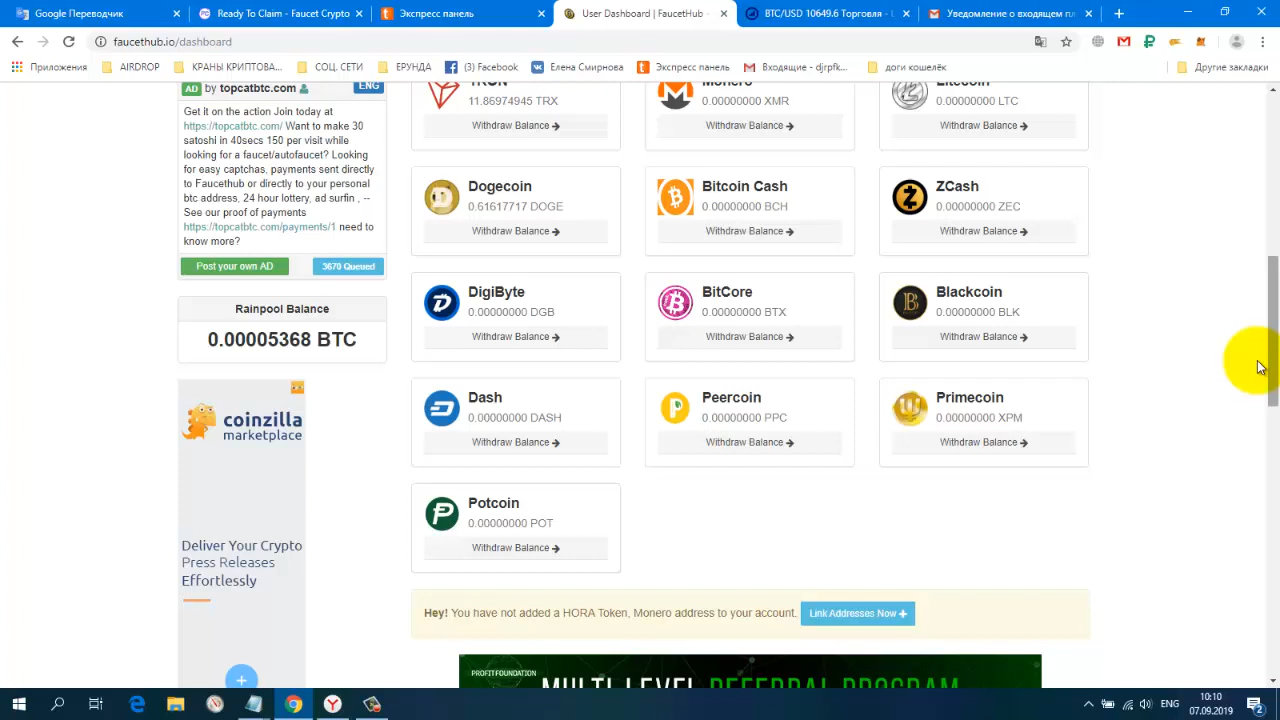 Google Переводчик
Ready To Claim - Faucet Crypto
Экспресс панель
User Dashboard | FaucetHub -
BTC/USD 10649.6 Торговля - U
Уведомление о входящем пл
faucethub.io/dashboard
Приложения
AIRDROP
КРАНЫ КРИПТОВА...
СОЦ. СЕТИ
ЕРУНДА
(3) Facebook
Елена Смирнова
Экспресс панель
Входящие - djrpfk...
доги кошелёк
Другие закладки
AD by topcatbtc.com
ENG
Get it on the action Join today at
https://topcatbtc.com/ Want to make 30
satoshi in 40secs 150 per visit while
looking for a faucet/autofaucet? Looking
for easy captchas, payments sent directly
to Faucethub or directly to your personal
btc address, 24 hour lottery, ad surfin , --
See our proof of payments
https://topcatbtc.com/payments/1 need to
know more?
Post your own AD
3670 Queued
Rainpool Balance
0.00005368 BTC
coinzilla
marketplace
Deliver Your Crypto
Press Releases
Effortlessly
TRON
11.86974945 TRX
Withdraw Balance
Monero
0.00000000 XMR
Withdraw Balance
Litecoin
0.00000000 LTC
Withdraw Balance
Dogecoin
0.61617717 DOGE
Withdraw Balance
Bitcoin Cash
0.00000000 BCH
Withdraw Balance
ZCash
0.00000000 ZEC
Withdraw Balance
DigiByte
0.00000000 DGB
Withdraw Balance
BitCore
0.00000000 BTX
Withdraw Balance
Blackcoin
0.00000000 BLK
Withdraw Balance
Dash
0.00000000 DASH
Withdraw Balance
Peercoin
0.00000000 PPC
Withdraw Balance
Primecoin
0.00000000 XPM
Withdraw Balance
Potcoin
0.00000000 POT
Withdraw Balance
Hey! You have not added a HORA Token, Monero address to your account.
Link Addresses Now
PROFITFOUNDATION
MULTI-LEVEL REFERRAL PROGRAM
10:10
07.09.2019
2